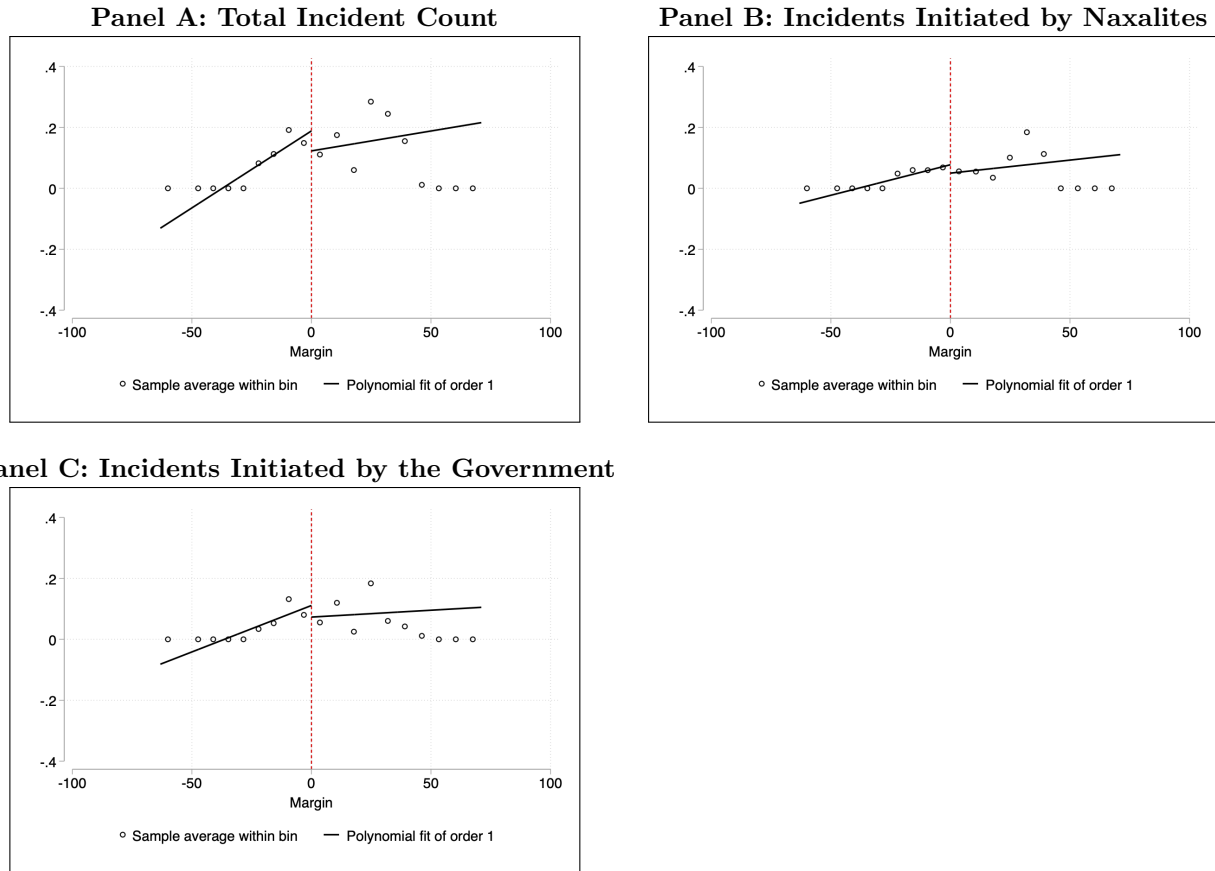 Panel A: Total Incident Count
.4
.2
0
-.2
-.4
-100 -50 0 50 100
Margin
Sample average within bin Polynomial fit of order 1
Panel B: Incidents Initiated by Naxalites
.4
.2
0
-.2
-.4
-100 -50 0 50 100
Margin
Sample average within bin Polynomial fit of order 1
anel C: Incidents Initiated by the Government
.4
.2
0
-.2
-.4
-100 -50 0 50 100
Margin
Sample average within bin Polynomial fit of order 1